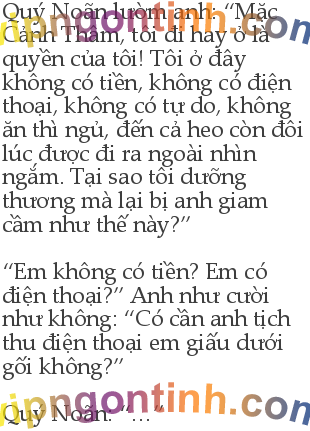 Quý Noãn lườm anh: “Mặc
Cảnh Thâm, tôi đi hay ở là
quyền của tôi! Tôi ở đây
không có tiền, không có điện
thoại, không có tự do, không
ăn thì ngủ, đến cả heo còn đôi
lúc được đi ra ngoài nhìn
ngắm. Tại sao tôi dưỡng
thương mà lại bị anh giam
cầm như thế này?”
“Em không có tiền? Em có
điện thoại?” Anh như cười
như không: “Có cần anh tịch
thu điện thoại em giấu dưới
gối không?”
vipngontinh.com
Quý Noãn: “…”